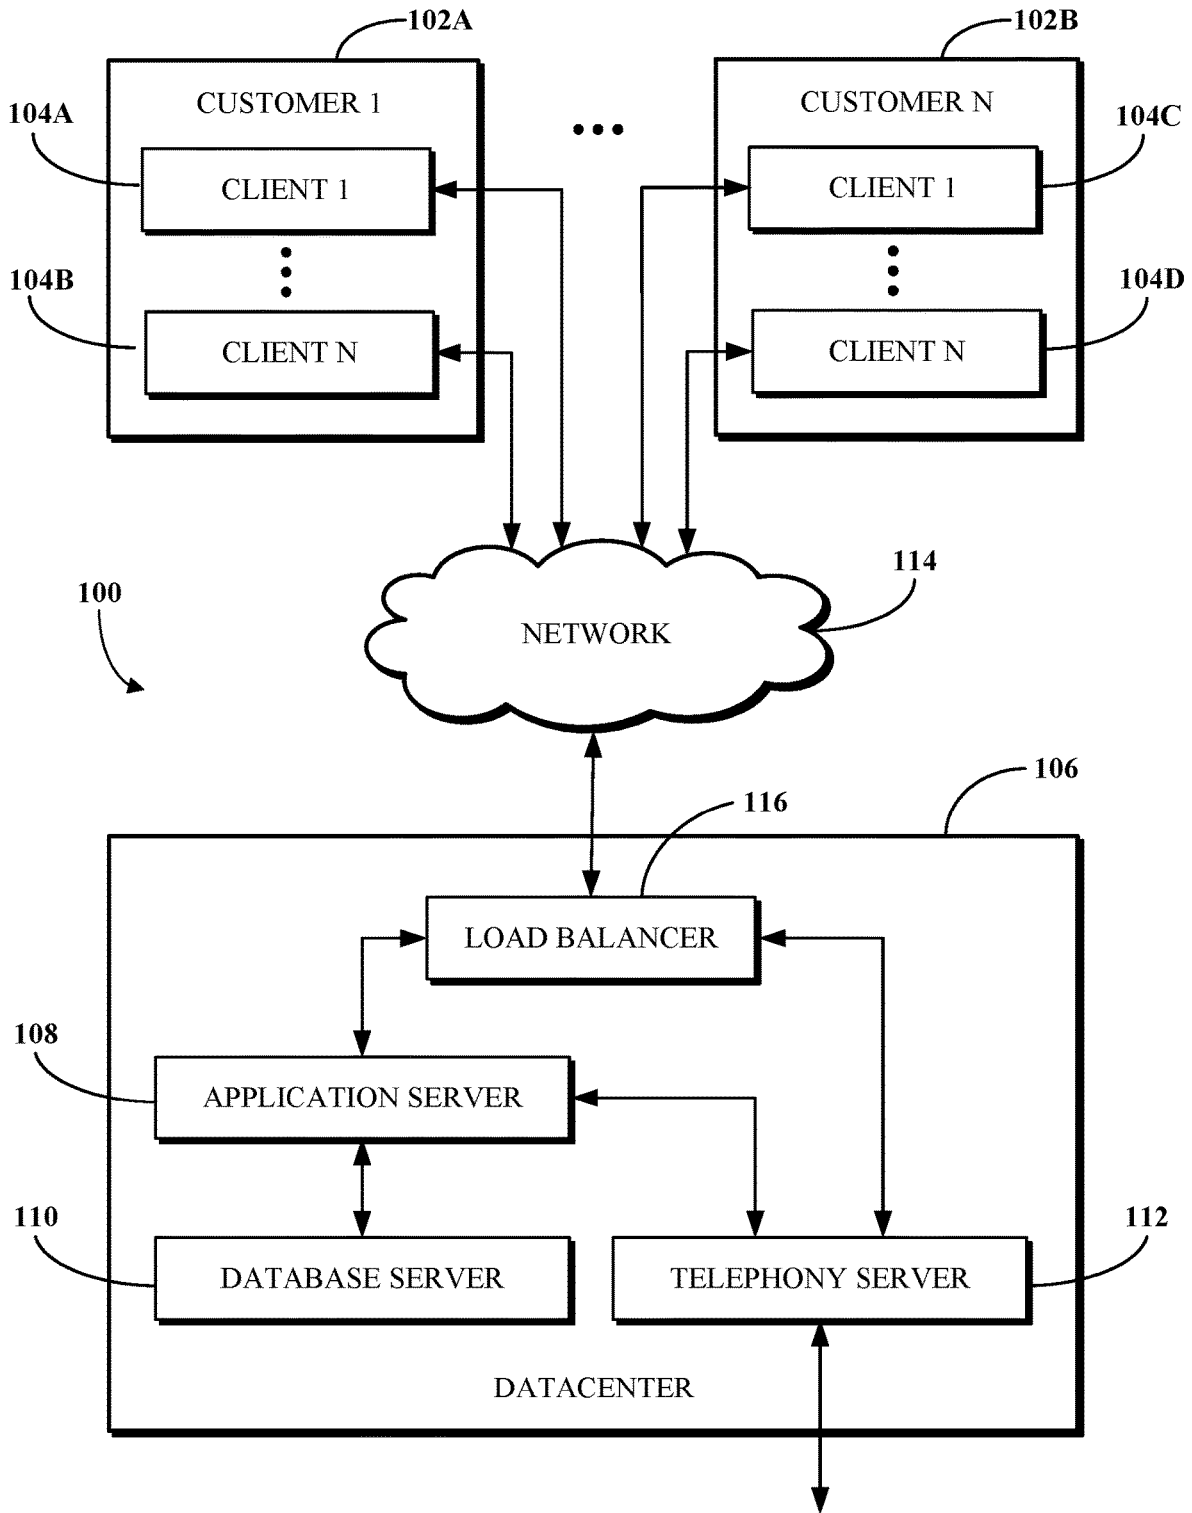 102A
102B
CUSTOMER 1
CUSTOMER N
104A
104C
CLIENT 1
CLIENT 1
104B
104D
CLIENT N
CLIENT N
114
100
NETWORK
106
116
LOAD BALANCER
108
APPLICATION SERVER
110
112
DATABASE SERVER
TELEPHONY SERVER
DATACENTER